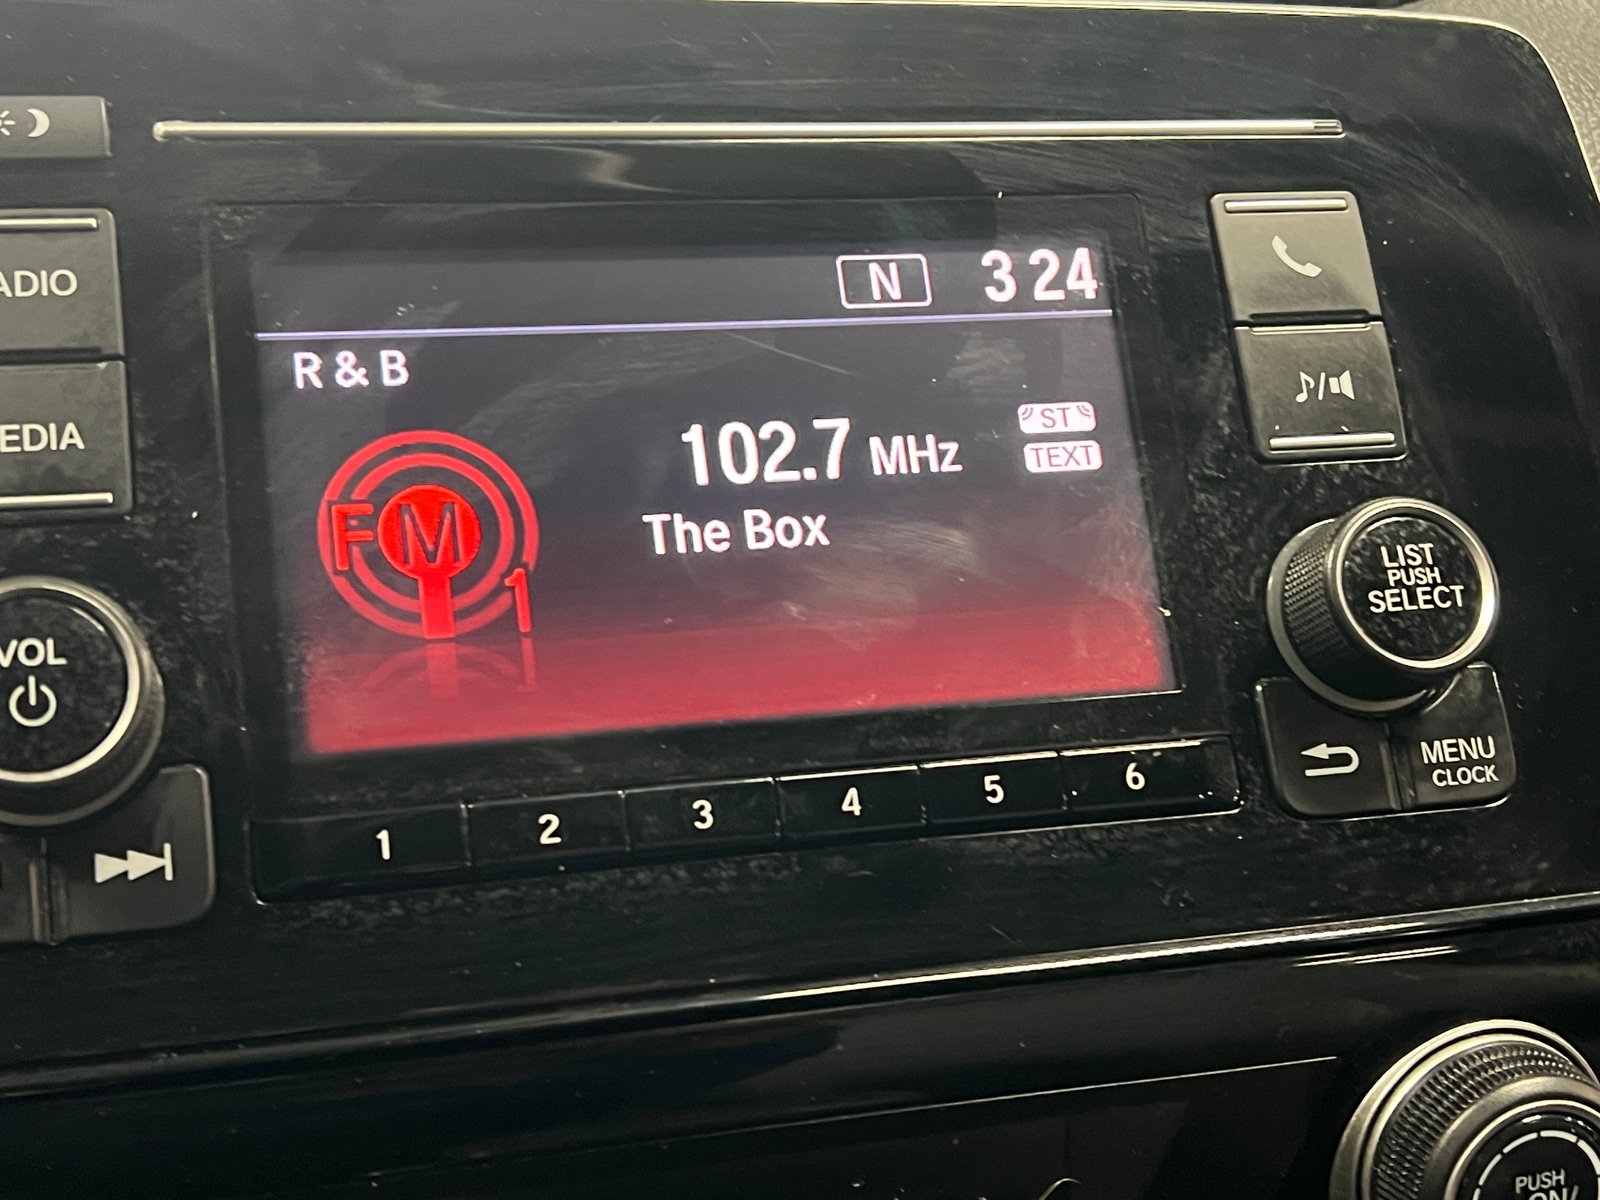 N 3 24
R & B
102.7 MHz
ST
TEXT
The Box
FM
1
ADIO
EDIA
VOL
LIST
PUSH
SELECT
MENU
CLOCK
1 2 3 4 5 6
PUSH